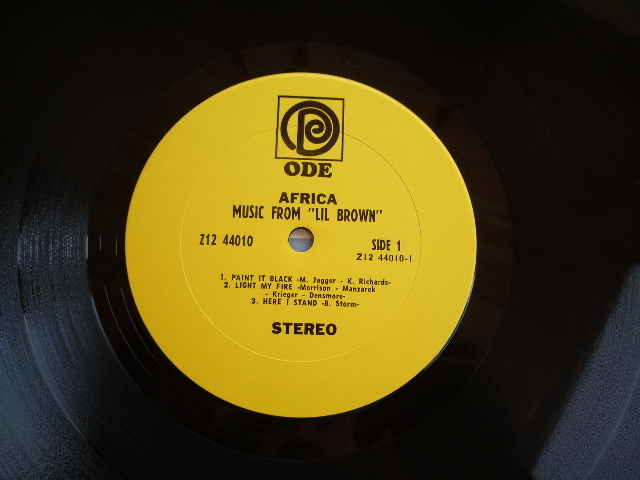 ODE
AFRICA
MUSIC FROM "LIL BROWN"
Z12 44010
SIDE 1
Z12 44010-1
1. PAINT IT BLACK -M. Jagger - K. Richards-
2. LIGHT MY FIRE -Morrison - Manzarek
- Krieger - Densmore-
3. HERE I STAND -B. Storm-
STEREO